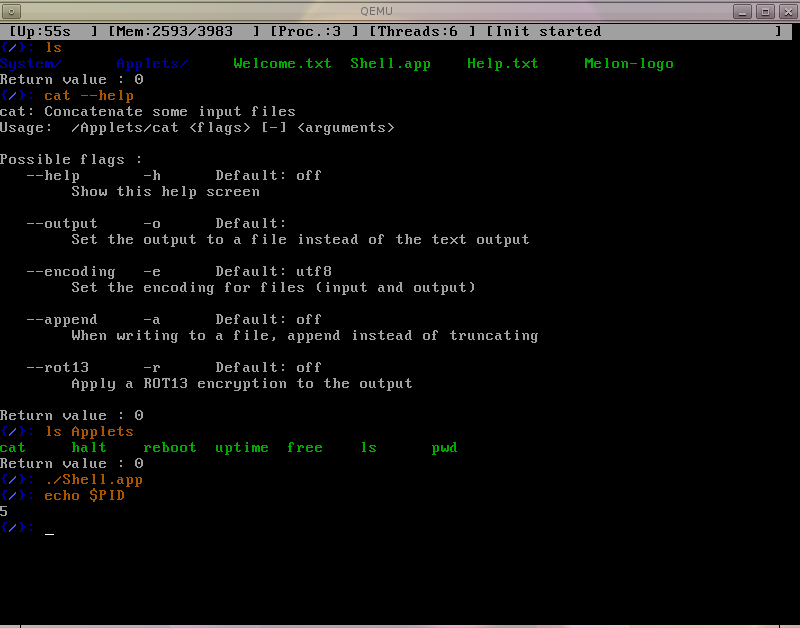 QEMU
[Up:55s  ] [Mem:2593/3983  ] [Proc.:3 ] [Threads:6 ] [Init started                   ]
{/}: ls
System/      Applets/     Welcome.txt  Shell.app    Help.txt     Melon-logo
Return value : 0
{/}: cat --help
cat: Concatenate some input files
Usage:  /Applets/cat <flags> [-] <arguments>
Possible flags :
--help       -h      Default: off
Show this help screen
--output     -o      Default:
Set the output to a file instead of the text output
--encoding   -e      Default: utf8
Set the encoding for files (input and output)
--append     -a      Default: off
When writing to a file, append instead of truncating
--rot13      -r      Default: off
Apply a ROT13 encryption to the output
Return value : 0
{/}: ls Applets
cat     halt    reboot  uptime  free    ls      pwd
Return value : 0
{/}: ./Shell.app
{/}: echo $PID
5
{/}: _